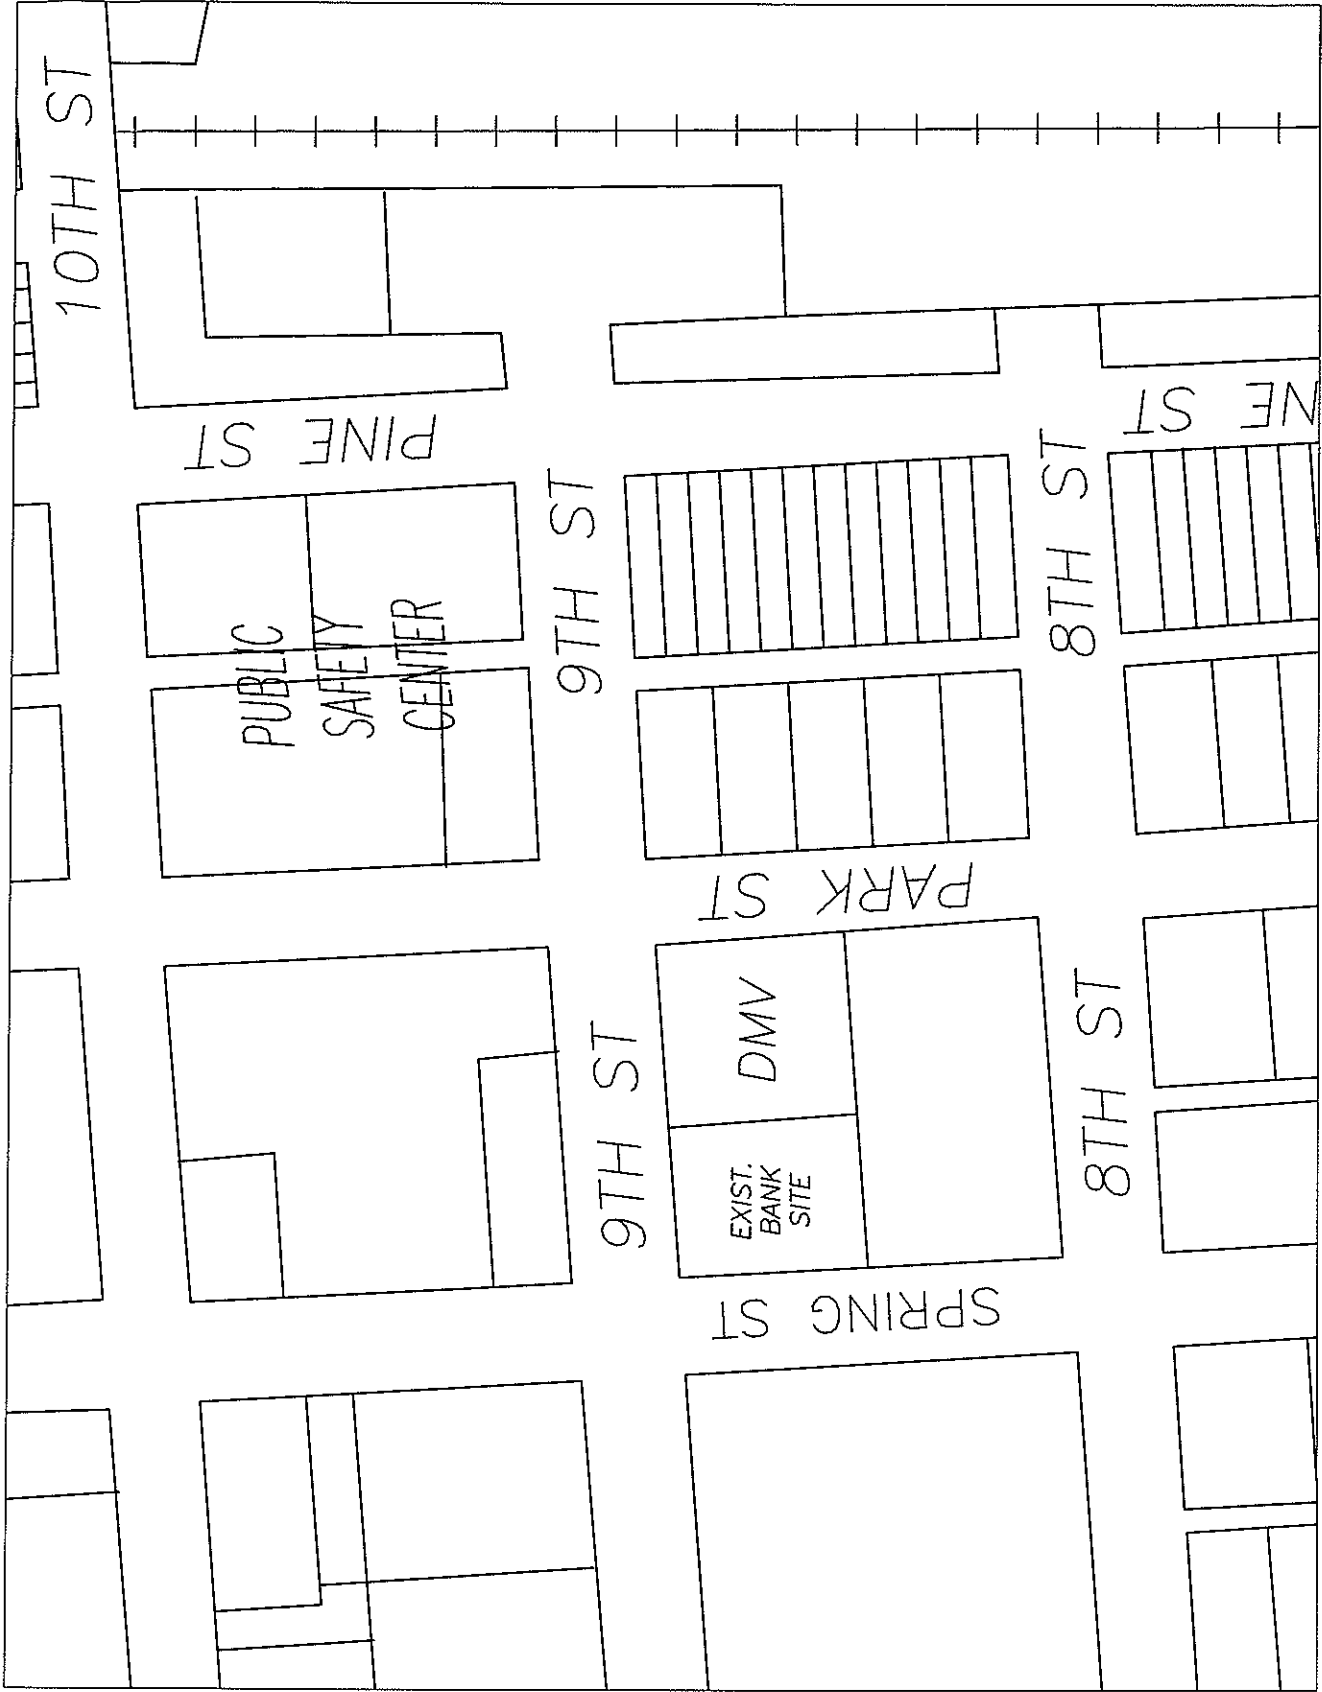 10TH ST
PINE ST
NE ST
PUBLIC
SAFETY
CENTER
9TH ST
8TH ST
PARK ST
DMV
EXIST.
BANK
SITE
9TH ST
8TH ST
SPRING ST